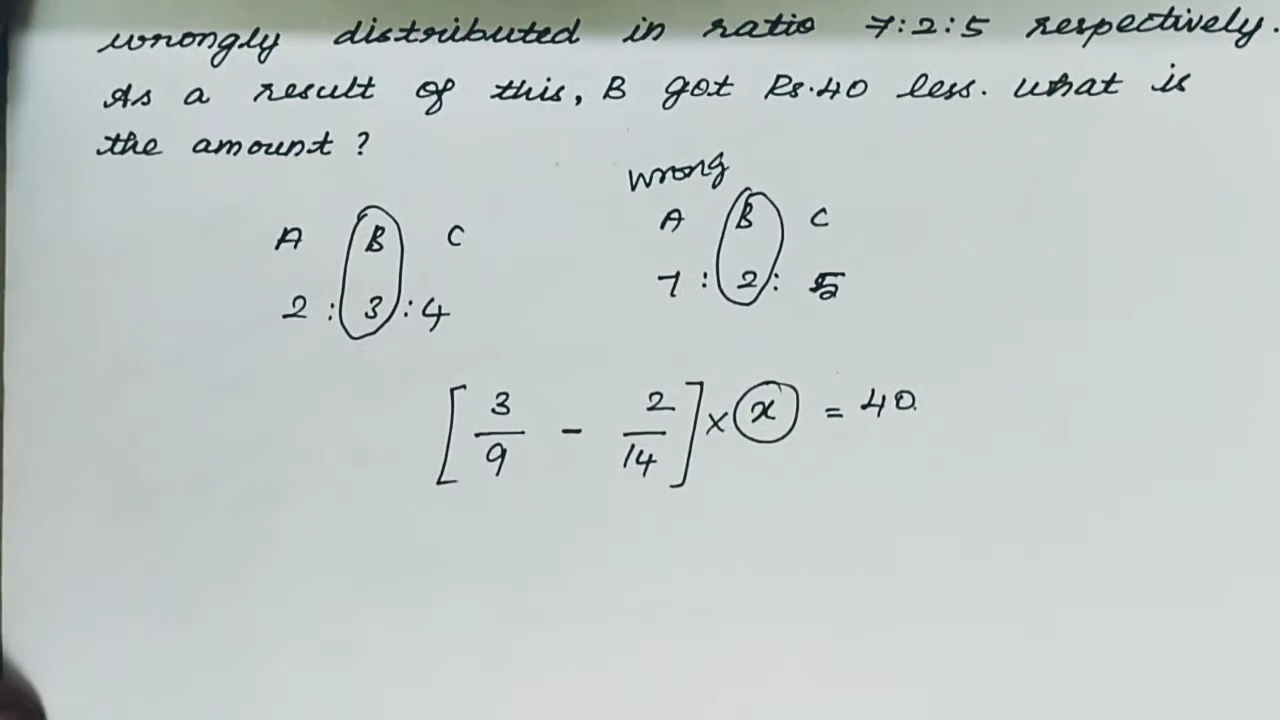 wrongly distributed in ratio 7:2:5 respectively.
As a result of this, B got Rs.40 less. what is
the amount ?
wrong
A B C
A B C
2 : 3 : 4
7 : 2 : 5
[3/9 - 2/14] × x = 40